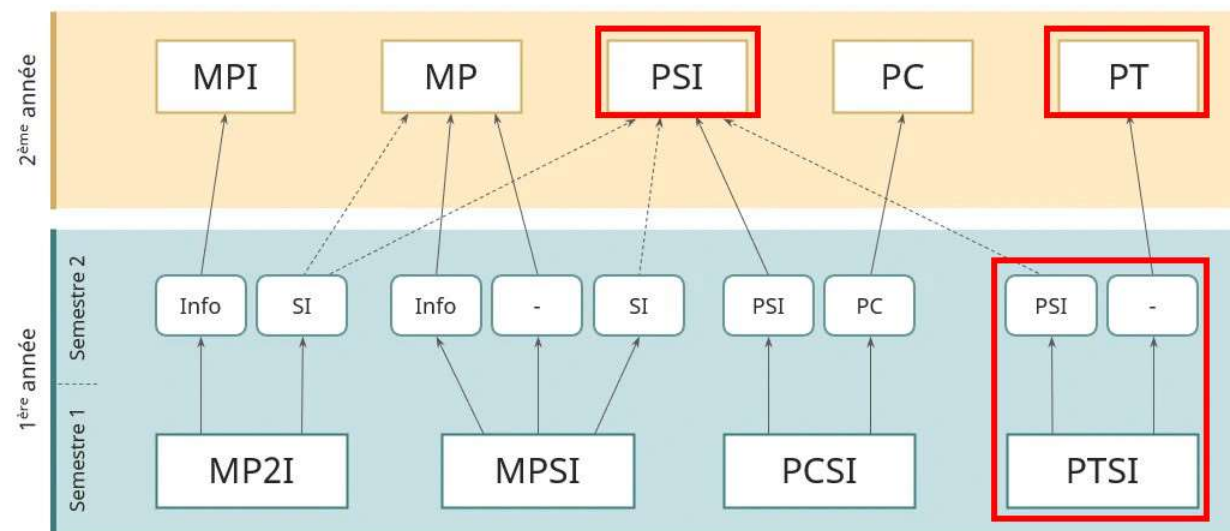 2ème année
MPI MP PSI PC PT
1ère année
Semestre 2
Info SI Info - SI PSI PC PSI -
Semestre 1
MP2I MPSI PCSI PTSI